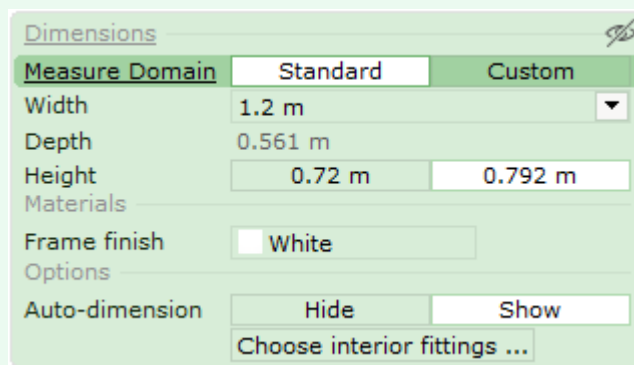 Dimensions
Measure Domain Standard Custom
Width 1.2 m
Depth 0.561 m
Height 0.72 m 0.792 m
Materials
Frame finish White
Options
Auto-dimension Hide Show
Choose interior fittings ...